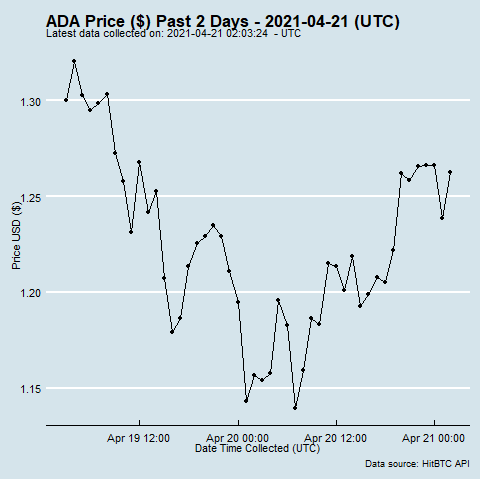 ADA Price ($) Past 2 Days - 2021-04-21 (UTC)
Latest data collected on: 2021-04-21 02:03:24  - UTC
1.30
1.25
1.20
1.15
Price USD ($)
Apr 19 12:00
Apr 20 00:00
Apr 20 12:00
Apr 21 00:00
Date Time Collected (UTC)
Data source: HitBTC API